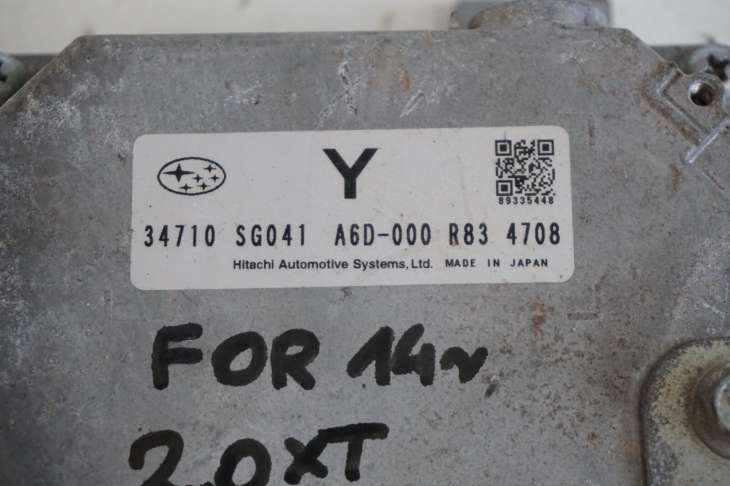 Y
89335448
34710 SG041 A6D-000 R83 4708
Hitachi Automotive Systems, Ltd. MADE IN JAPAN
FOR 14~
2.0XT